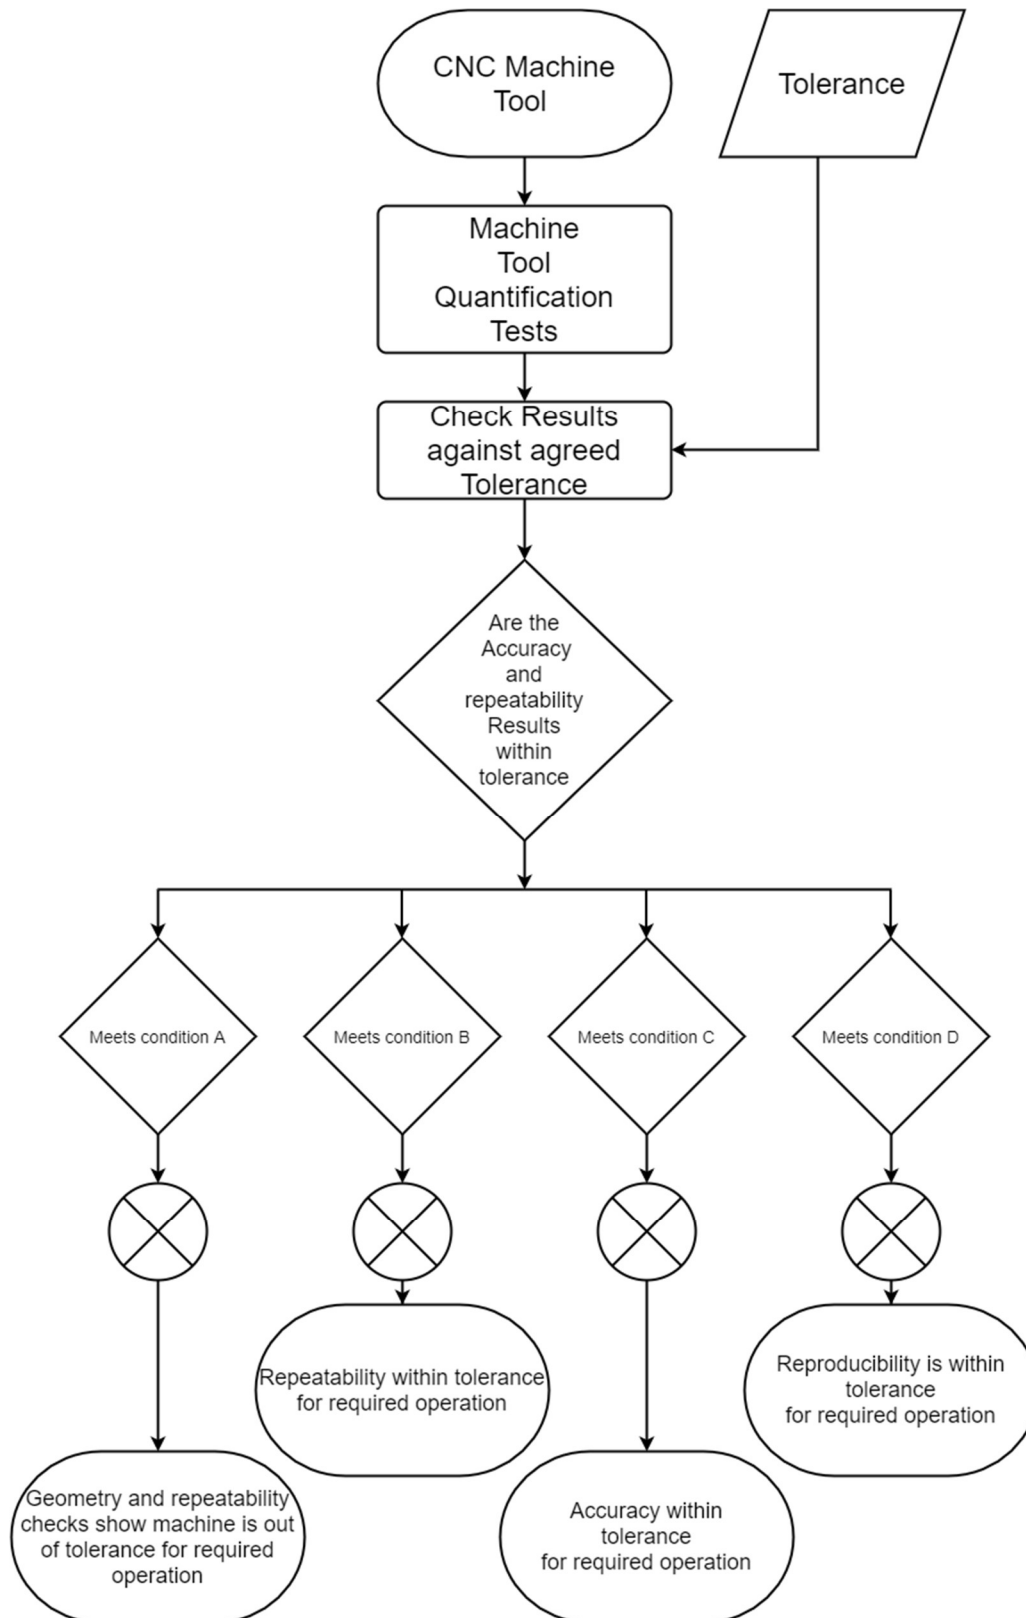 CNC Machine
Tool
Tolerance
Machine
Tool
Quantification
Tests
Check Results
against agreed
Tolerance
Are the
Accuracy
and
repeatability
Results
within
tolerance
Meets condition A
Meets condition B
Meets condition C
Meets condition D
Repeatability within tolerance
for required operation
Reproducibility is within
tolerance
for required operation
Geometry and repeatability
checks show machine is out
of tolerance for required
operation
Accuracy within
tolerance
for required operation